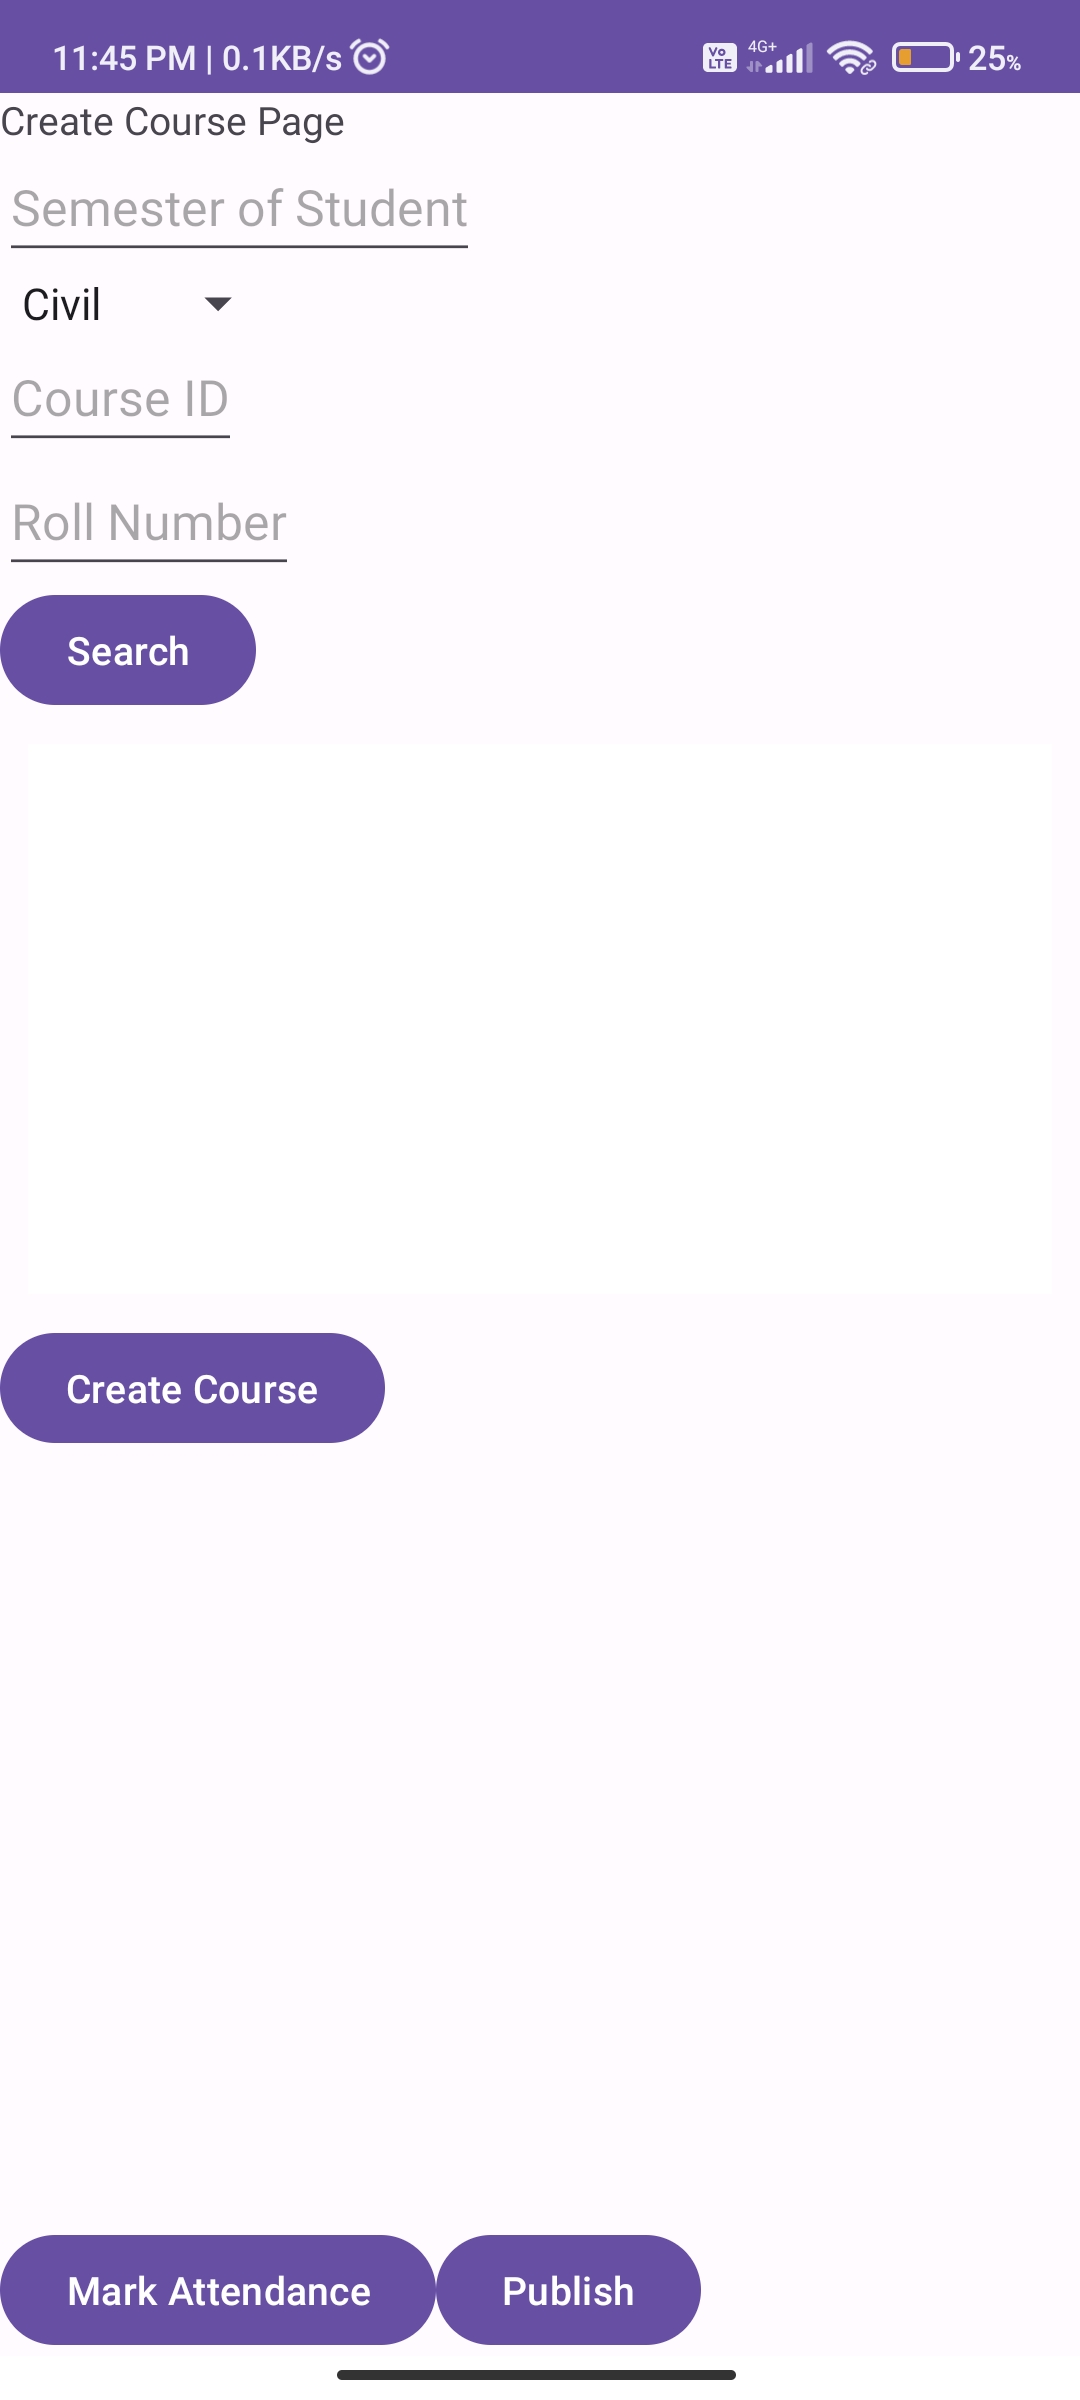 11:45 PM | 0.1KB/s Vo LTE 4G+ 25%
Create Course Page
Semester of Student
Civil
Course ID
Roll Number
Search
Create Course
Mark Attendance Publish